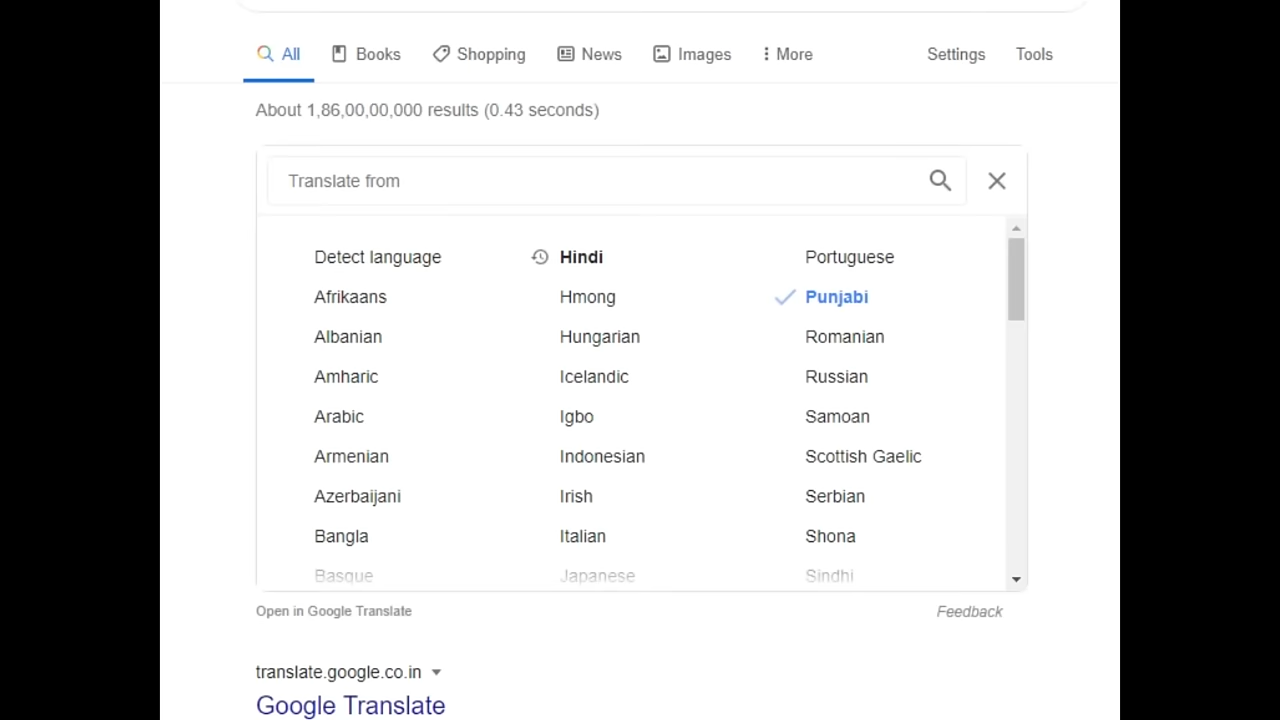 All Books Shopping News Images More Settings Tools
About 1,86,00,00,000 results (0.43 seconds)
Translate from
Detect language Hindi Portuguese
Afrikaans Hmong Punjabi
Albanian Hungarian Romanian
Amharic Icelandic Russian
Arabic Igbo Samoan
Armenian Indonesian Scottish Gaelic
Azerbaijani Irish Serbian
Bangla Italian Shona
Basque Japanese Sindhi
Open in Google Translate Feedback
translate.google.co.in
Google Translate